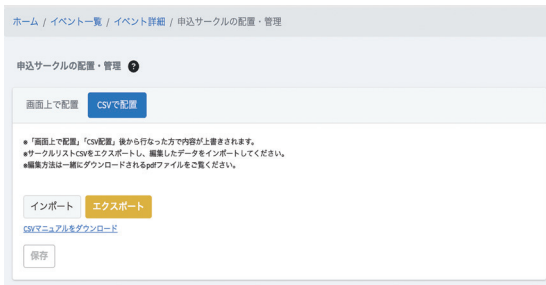 ホーム / イベント一覧 / イベント詳細 / 申込サークルの配置・管理
申込サークルの配置・管理 ?
画面上で配置 CSVで配置
※「画面上で配置」「CSV配置」後から行なった方で内容が上書きされます。
※サークルリストCSVをエクスポートし、編集したデータをインポートしてください。
※編集方法は一緒にダウンロードされるpdfファイルをご覧ください。
インポート エクスポート
CSVマニュアルをダウンロード
保存